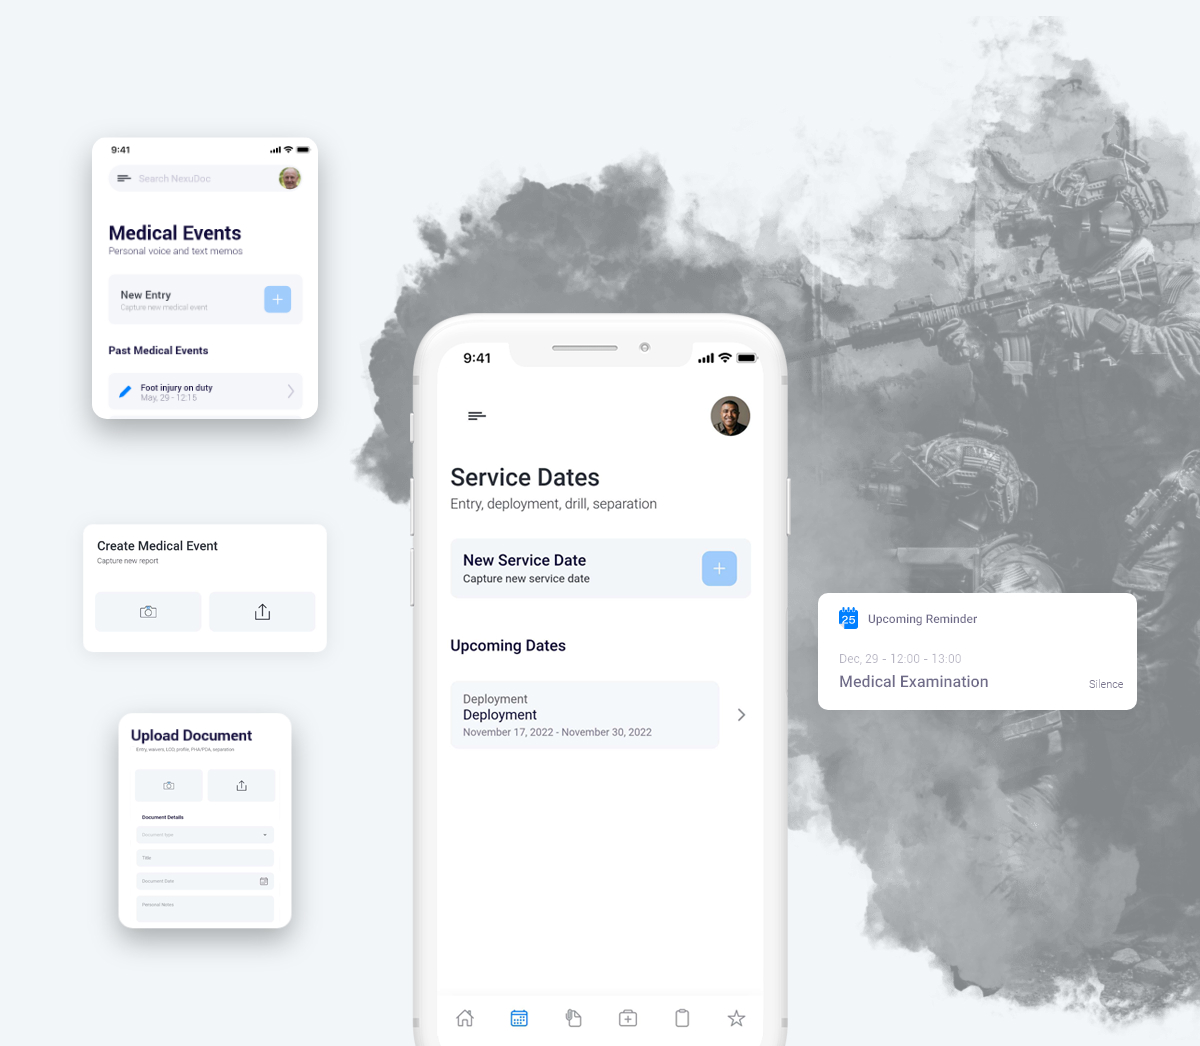 9:41
Search NexuDoc
Medical Events
Personal voice and text memos
New Entry
Capture new medical event
Past Medical Events
Foot injury on duty
May, 29 - 12:15
Create Medical Event
Capture new report
Upload Document
Entry, waivers, LOD, profile, PHA/POA, separation
Document Details
Document type
Title
Document Date
Personal Notes
9:41
Service Dates
Entry, deployment, drill, separation
New Service Date
Capture new service date
Upcoming Dates
Deployment
Deployment
November 17, 2022 - November 30, 2022
25
Upcoming Reminder
Dec, 29 - 12:00 - 13:00
Medical Examination
Silence